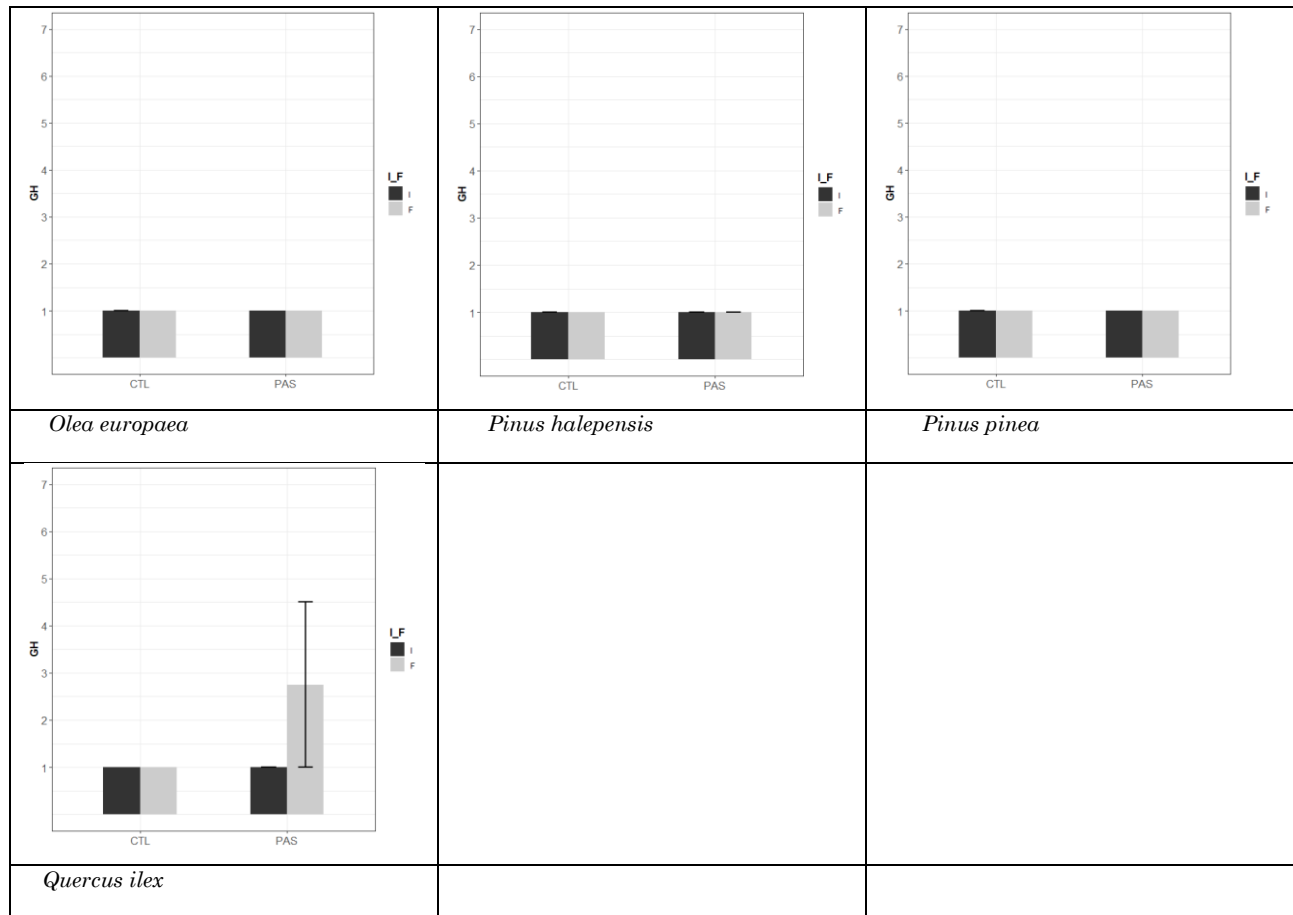 7
6
5
4
3
2
1
GH
CTL
PAS
I_F
I
F
7
6
5
4
3
2
1
GH
CTL
PAS
I_F
I
F
7
6
5
4
3
2
1
GH
CTL
PAS
I_F
I
F
Olea europaea
Pinus halepensis
Pinus pinea
7
6
5
4
3
2
1
GH
CTL
PAS
I_F
I
F
Quercus ilex